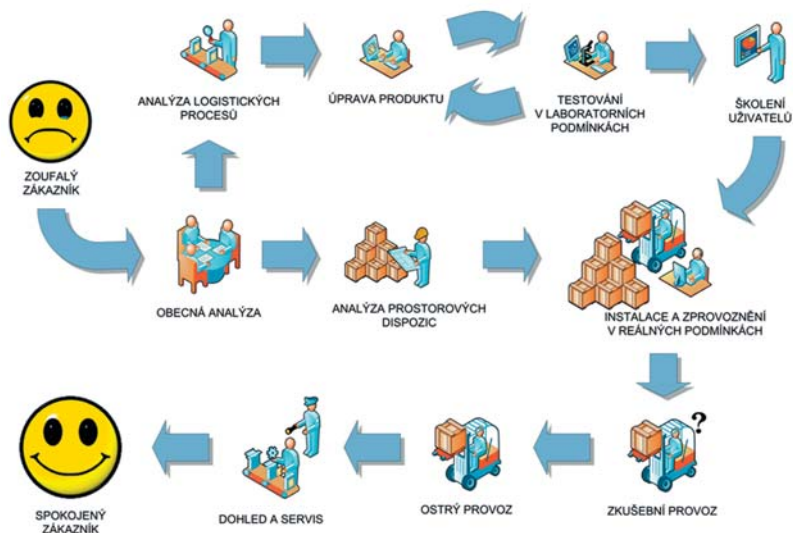 ANALÝZA LOGISTICKÝCH
PROCESŮ
ÚPRAVA PRODUKTU
TESTOVÁNÍ
V LABORATORNÍCH
PODMÍNKÁCH
ŠKOLENÍ
UŽIVATELŮ
ZOUFALÝ
ZÁKAZNÍK
OBECNÁ ANALÝZA
ANALÝZA PROSTOROVÝCH
DISPOZIC
INSTALACE A ZPROVOZNĚNÍ
V REÁLNÝCH PODMÍNKÁCH
?
SPOKOJENÝ
ZÁKAZNÍK
DOHLED A SERVIS
OSTRÝ PROVOZ
ZKUŠEBNÍ PROVOZ